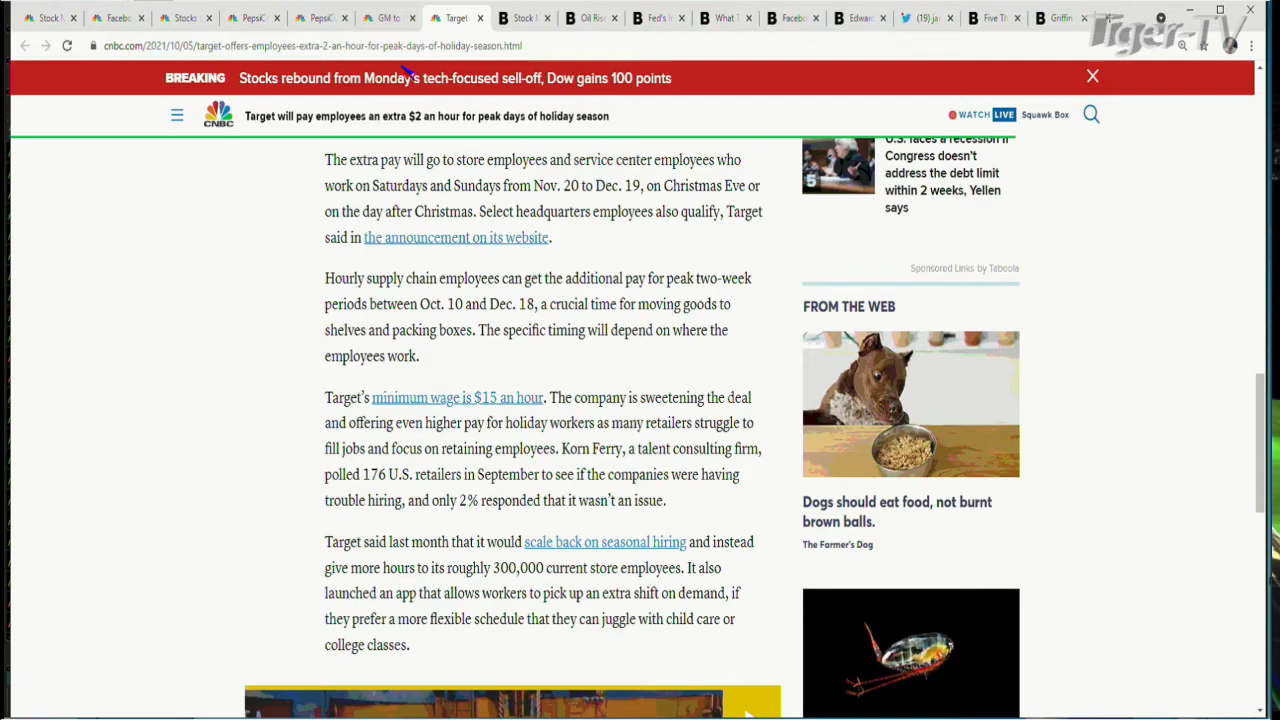 Stock M
Facebo
Stocks
PepsiC
PepsiC
GM to
Target
Stock M
Oil Ris
Fed's i
What T
Facebo
Edward
(19) ja
Five Th
Griffin
Tiger-TV
cnbc.com/2021/10/05/target-offers-employees-extra-2-an-hour-for-peak-days-of-holiday-season.html
BREAKING Stocks rebound from Monday's tech-focused sell-off, Dow gains 100 points
CNBC
Target will pay employees an extra $2 an hour for peak days of holiday season
WATCH LIVE Squawk Box
The extra pay will go to store employees and service center employees who
work on Saturdays and Sundays from Nov. 20 to Dec. 19, on Christmas Eve or
on the day after Christmas. Select headquarters employees also qualify, Target
said in the announcement on its website.
Hourly supply chain employees can get the additional pay for peak two-week
periods between Oct. 10 and Dec. 18, a crucial time for moving goods to
shelves and packing boxes. The specific timing will depend on where the
employees work.
Target's minimum wage is $15 an hour. The company is sweetening the deal
and offering even higher pay for holiday workers as many retailers struggle to
fill jobs and focus on retaining employees. Korn Ferry, a talent consulting firm,
polled 176 U.S. retailers in September to see if the companies were having
trouble hiring, and only 2% responded that it wasn't an issue.
Target said last month that it would scale back on seasonal hiring and instead
give more hours to its roughly 300,000 current store employees. It also
launched an app that allows workers to pick up an extra shift on demand, if
they prefer a more flexible schedule that they can juggle with child care or
college classes.
5
U.S. faces a recession if
Congress doesn't
address the debt limit
within 2 weeks, Yellen
says
Sponsored Links by Taboola
FROM THE WEB
Dogs should eat food, not burnt
brown balls.
The Farmer's Dog